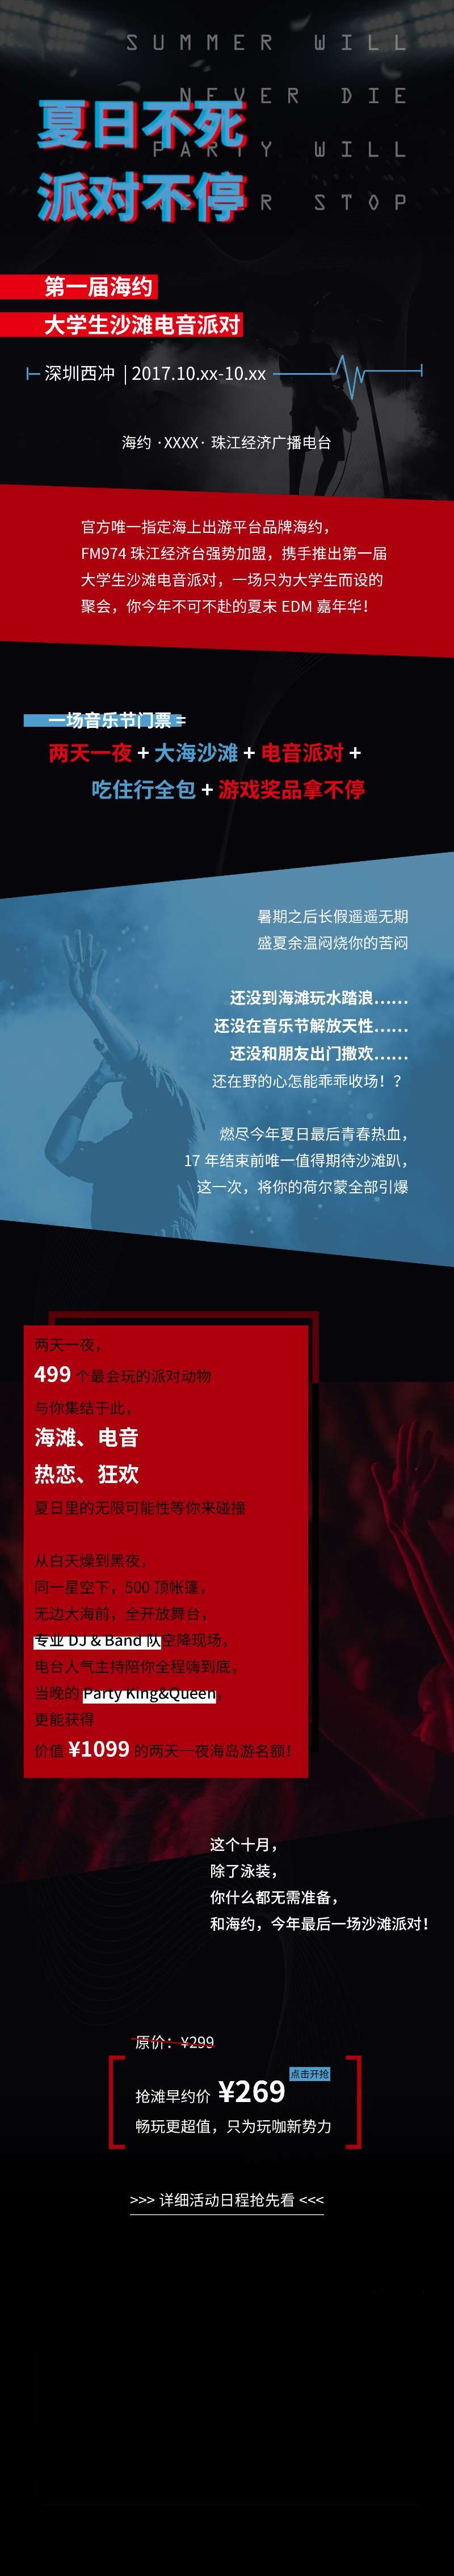 SUMMER WILL
NEVER DIE
PARTY WILL
STOP
夏日不死
派对不停
第一届海约
大学生沙滩电音派对
深圳西冲 | 2017.10.xx-10.xx
海约 ·XXXX· 珠江经济广播电台
官方唯一指定海上出游平台品牌海约，
FM974 珠江经济台强势加盟，携手推出第一届
大学生沙滩电音派对，一场只为大学生而设的
聚会，你今年不可不赴的夏末 EDM 嘉年华！
一场音乐节门票 =
两天一夜 + 大海沙滩 + 电音派对 +
吃住行全包 + 游戏奖品拿不停
暑期之后长假遥遥无期
盛夏余温闷烧你的苦闷
还没到海滩玩水踏浪……
还没在音乐节解放天性……
还没和朋友出门撒欢……
还在野的心怎能乖乖收场！？
燃尽今年夏日最后青春热血，
17 年结束前唯一值得期待沙滩趴，
这一次，将你的荷尔蒙全部引爆
两天一夜，
499 个最会玩的派对动物
与你集结于此，
海滩、电音
热恋、狂欢
夏日里的无限可能性等你来碰撞
从白天燥到黑夜，
同一星空下，500 顶帐篷，
无边大海前，全开放舞台，
专业 DJ & Band 队空降现场，
电台人气主持陪你全程嗨到底，
当晚的 Party King&Queen，
更能获得
价值 ¥1099 的两天一夜海岛游名额！
这个十月，
除了泳装，
你什么都无需准备，
和海约，今年最后一场沙滩派对！
原价：¥299
点击开抢
抢滩早约价 ¥269
畅玩更超值，只为玩咖新势力
>>> 详细活动日程抢先看 <<<